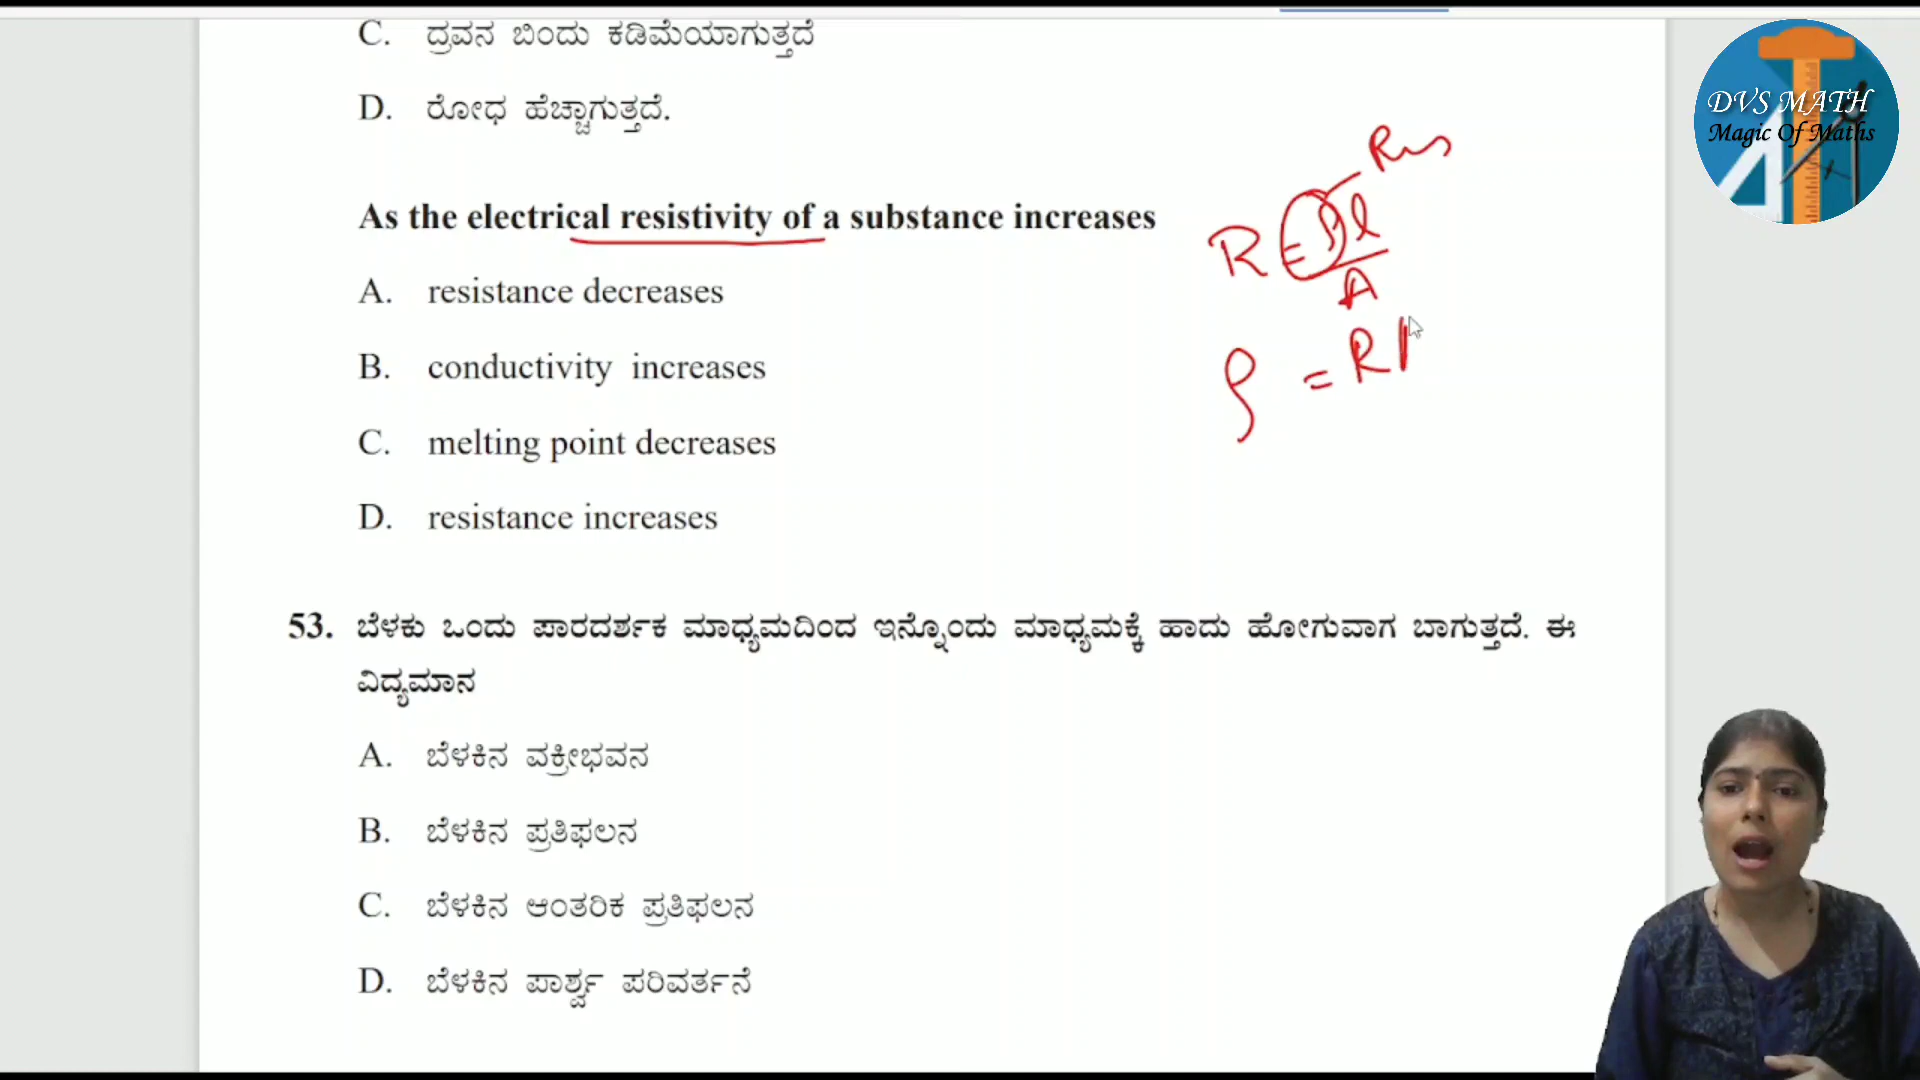 C. ದ್ರವನ ಬಿಂದು ಕಡಿಮೆಯಾಗುತ್ತದೆ
D. ರೋಧ ಹೆಚ್ಚಾಗುತ್ತದೆ.
DVS MATH
Magic Of Maths
As the electrical resistivity of a substance increases
A. resistance decreases
B. conductivity increases
C. melting point decreases
D. resistance increases
R = ρl
A
ρ = R
53. ಬೆಳಕು ಒಂದು ಪಾರದರ್ಶಕ ಮಾಧ್ಯಮದಿಂದ ಇನ್ನೊಂದು ಮಾಧ್ಯಮಕ್ಕೆ ಹಾದು ಹೋಗುವಾಗ ಬಾಗುತ್ತದೆ. ಈ
ವಿದ್ಯಮಾನ
A. ಬೆಳಕಿನ ವಕ್ರೀಭವನ
B. ಬೆಳಕಿನ ಪ್ರತಿಫಲನ
C. ಬೆಳಕಿನ ಆಂತರಿಕ ಪ್ರತಿಫಲನ
D. ಬೆಳಕಿನ ಪಾರ್ಶ್ವ ಪರಿವರ್ತನೆ